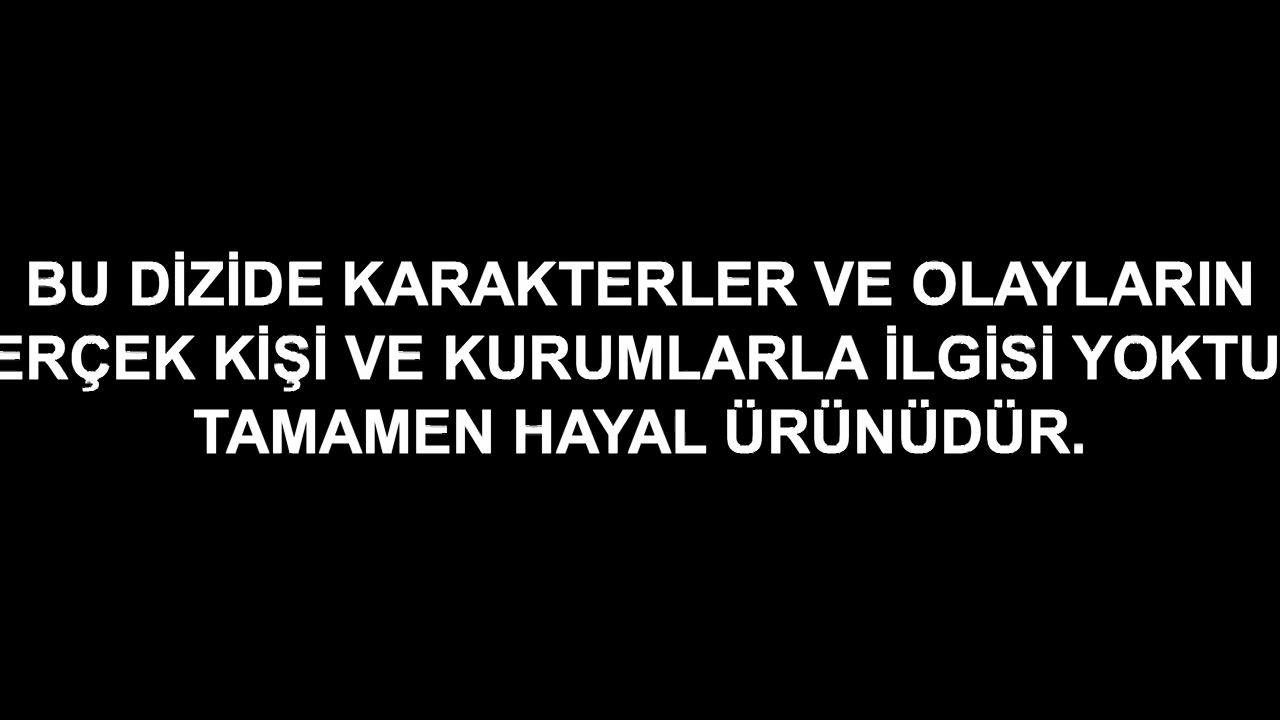 BU DİZİDE KARAKTERLER VE OLAYLARIN
ERÇEK KİŞİ VE KURUMLARLA İLGİSİ YOKTU
TAMAMEN HAYAL ÜRÜNÜDÜR.